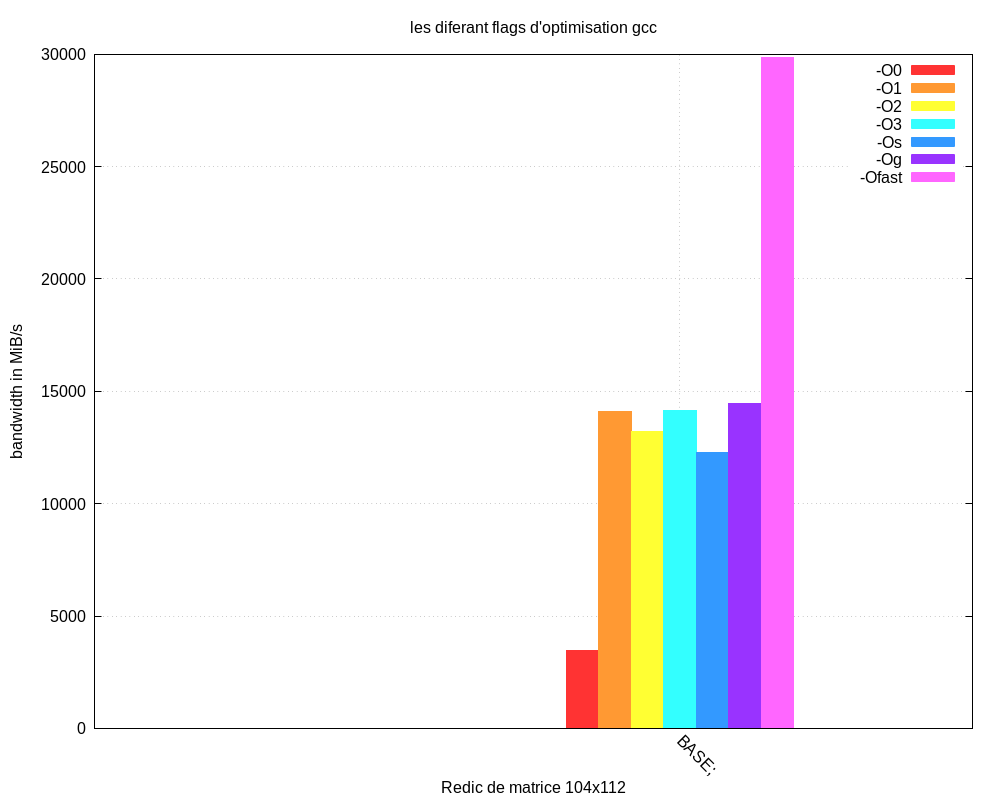 les diferant flags d'optimisation gcc
30000
25000
20000
15000
10000
5000
0
bandwidth in MiB/s
-O0
-O1
-O2
-O3
-Os
-Og
-Ofast
BASE;
Redic de matrice 104x112